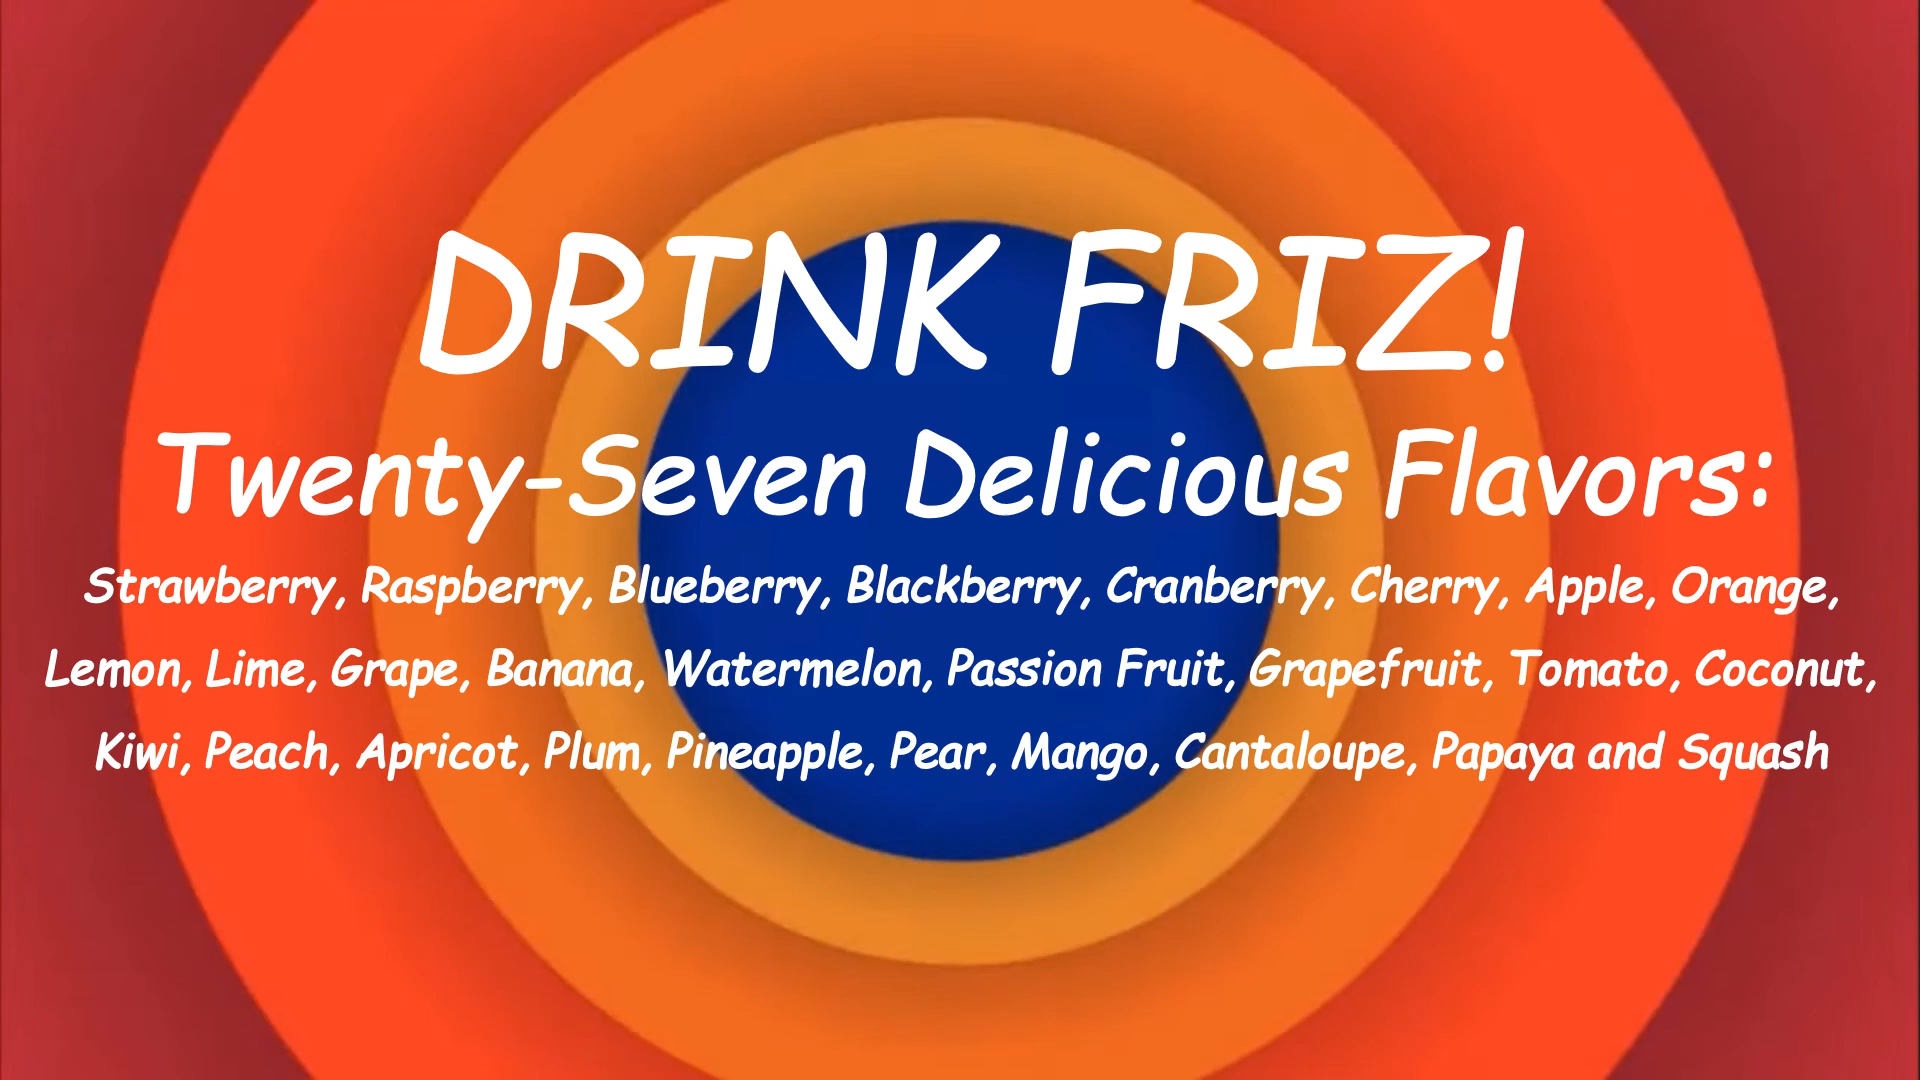 DRINK FRIZ!
Twenty-Seven Delicious Flavors:
Strawberry, Raspberry, Blueberry, Blackberry, Cranberry, Cherry, Apple, Orange,
Lemon, Lime, Grape, Banana, Watermelon, Passion Fruit, Grapefruit, Tomato, Coconut,
Kiwi, Peach, Apricot, Plum, Pineapple, Pear, Mango, Cantaloupe, Papaya and Squash